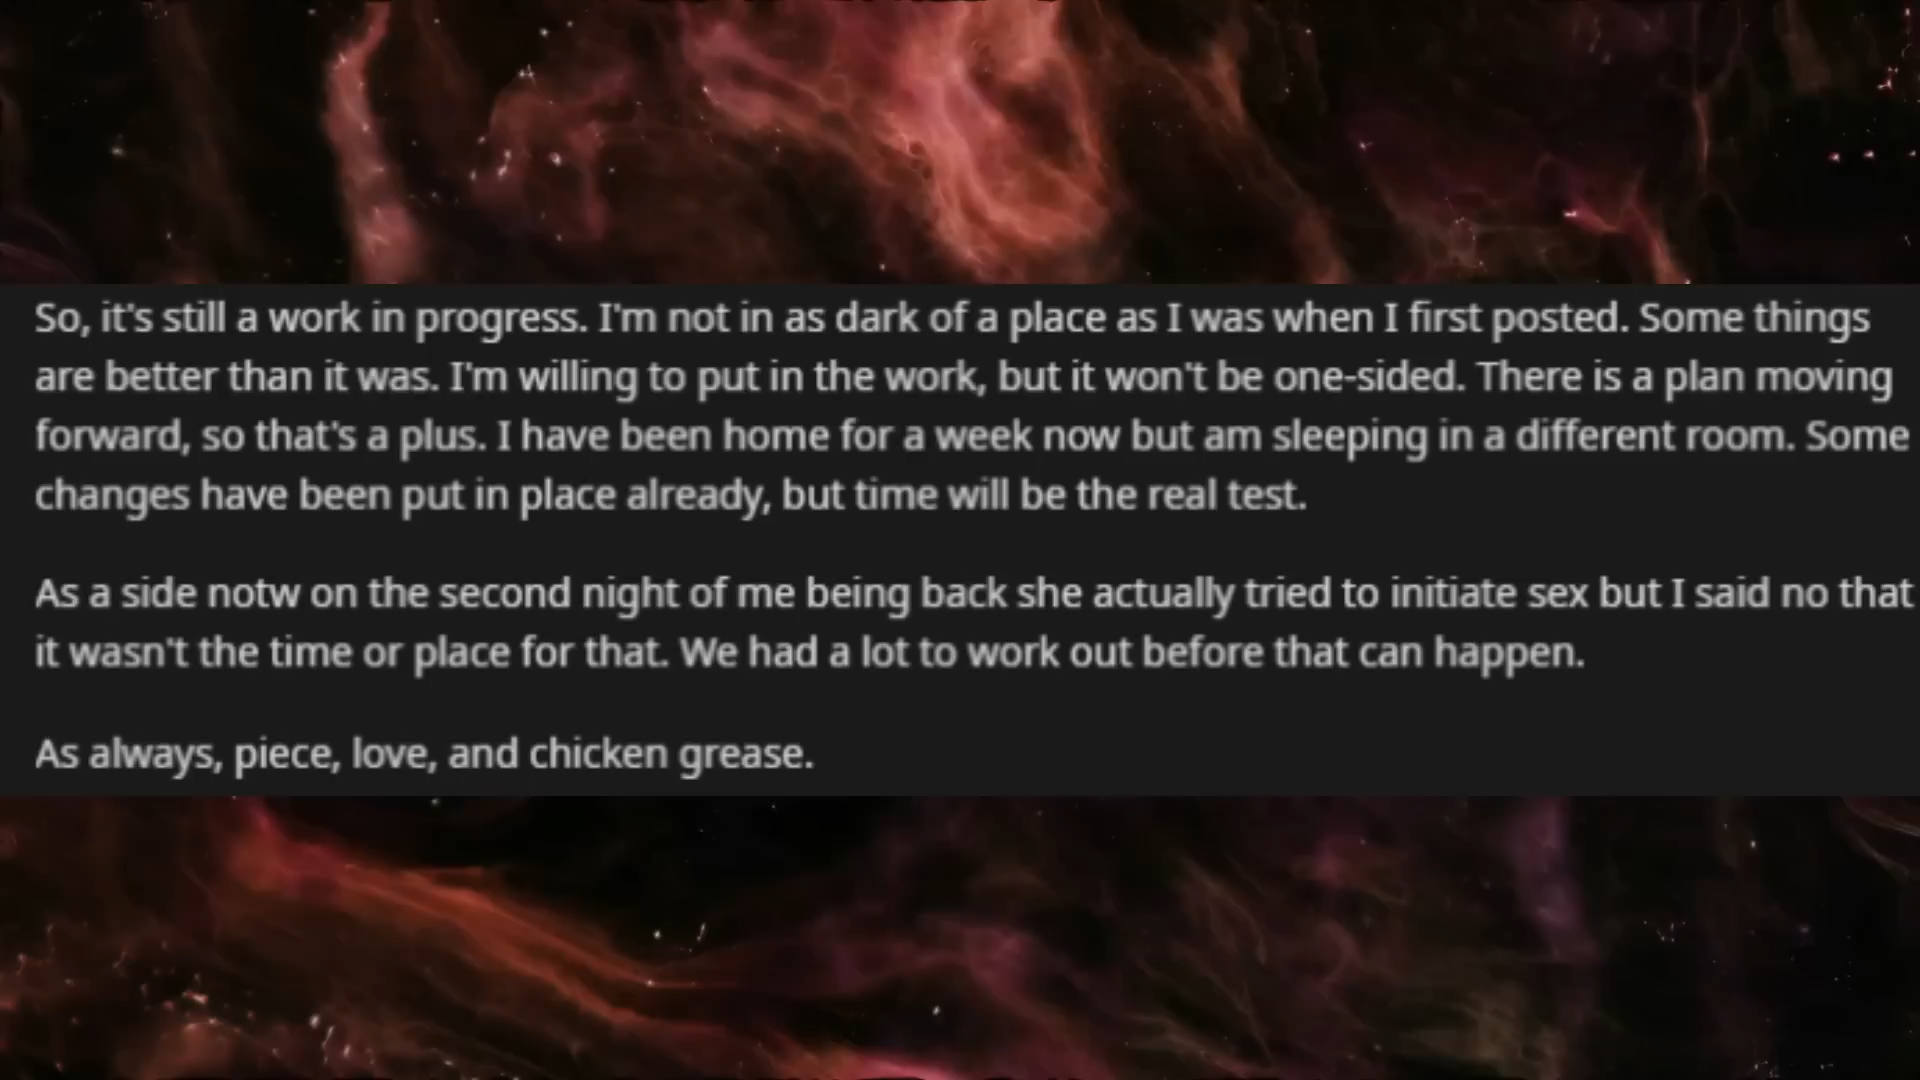 So, it's still a work in progress. I'm not in as dark of a place as I was when I first posted. Some things
are better than it was. I'm willing to put in the work, but it won't be one-sided. There is a plan moving
forward, so that's a plus. I have been home for a week now but am sleeping in a different room. Some
changes have been put in place already, but time will be the real test.
As a side notw on the second night of me being back she actually tried to initiate sex but I said no that
it wasn't the time or place for that. We had a lot to work out before that can happen.
As always, piece, love, and chicken grease.